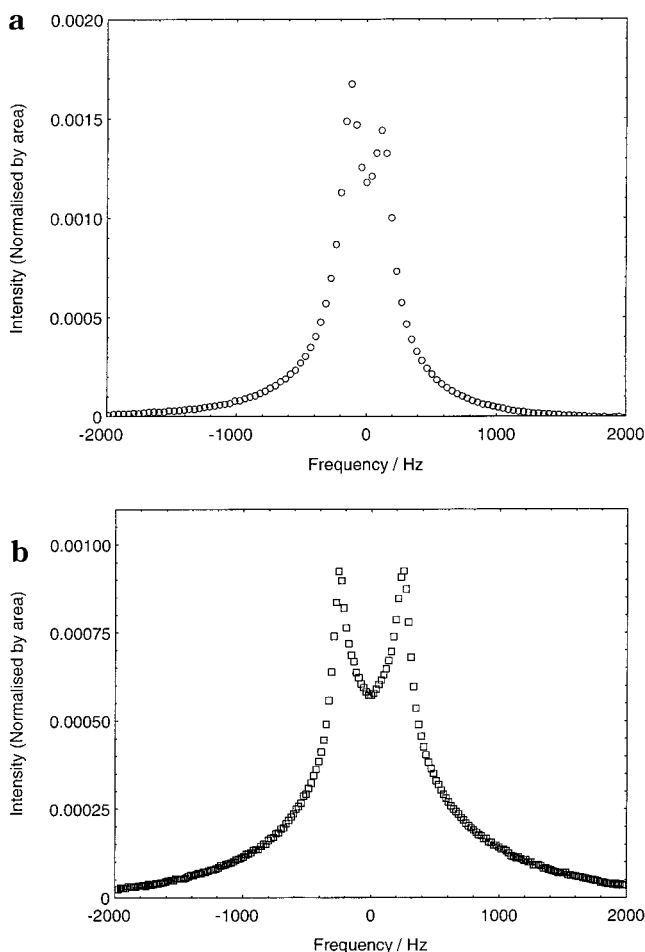 a
0.0020
0.0015
0.0010
0.0005
0
Intensity (Normalised by area)
-2000 -1000 0 1000 2000
Frequency / Hz
b
0.00100
0.00075
0.00050
0.00025
0
Intensity (Normalised by area)
-2000 -1000 0 1000 2000
Frequency / Hz